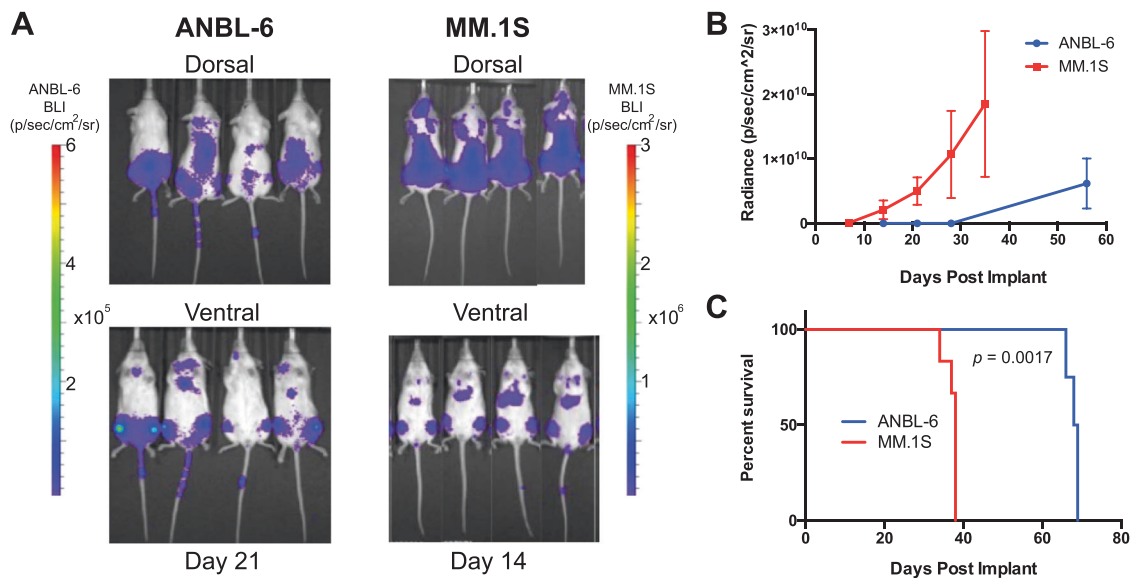 A
ANBL-6
MM.1S
Dorsal
Dorsal
ANBL-6
BLI
(p/sec/cm²/sr)
6
4
x10⁵
2
MM.1S
BLI
(p/sec/cm²/sr)
3
2
x10⁶
1
Ventral
Ventral
Day 21
Day 14
B
Radiance (p/sec/cm^2/sr)
3×10¹⁰
2×10¹⁰
1×10¹⁰
0
0 10 20 30 40 50 60
Days Post Implant
ANBL-6
MM.1S
C
Percent survival
100
50
0
0 20 40 60 80
Days Post Implant
p = 0.0017
ANBL-6
MM.1S